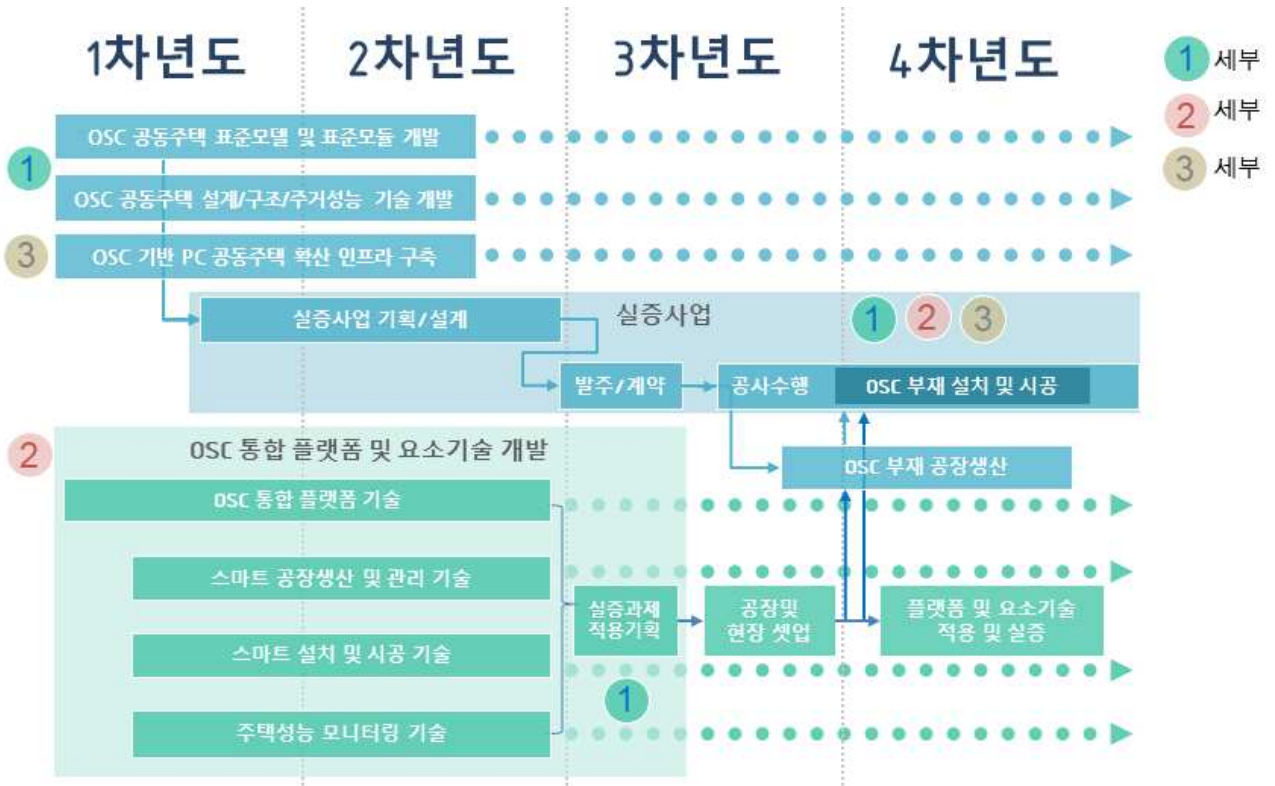 1차년도
2차년도
3차년도
4차년도
1 세부
2 세부
3 세부
OSC 공동주택 표준모델 및 표준모듈 개발
1
OSC 공동주택 설계/구조/주거성능 기술 개발
3
OSC 기반 PC 공동주택 확산 인프라 구축
실증사업 기획/설계
실증사업
1 2 3
발주/계약
공사수행
OSC 부재 설치 및 시공
2
OSC 통합 플랫폼 및 요소기술 개발
OSC 부재 공장생산
OSC 통합 플랫폼 기술
스마트 공장생산 및 관리 기술
실증과제
적용기획
공장및
현장 셋업
플랫폼 및 요소기술
적용 및 실증
스마트 설치 및 시공 기술
1
주택성능 모니터링 기술